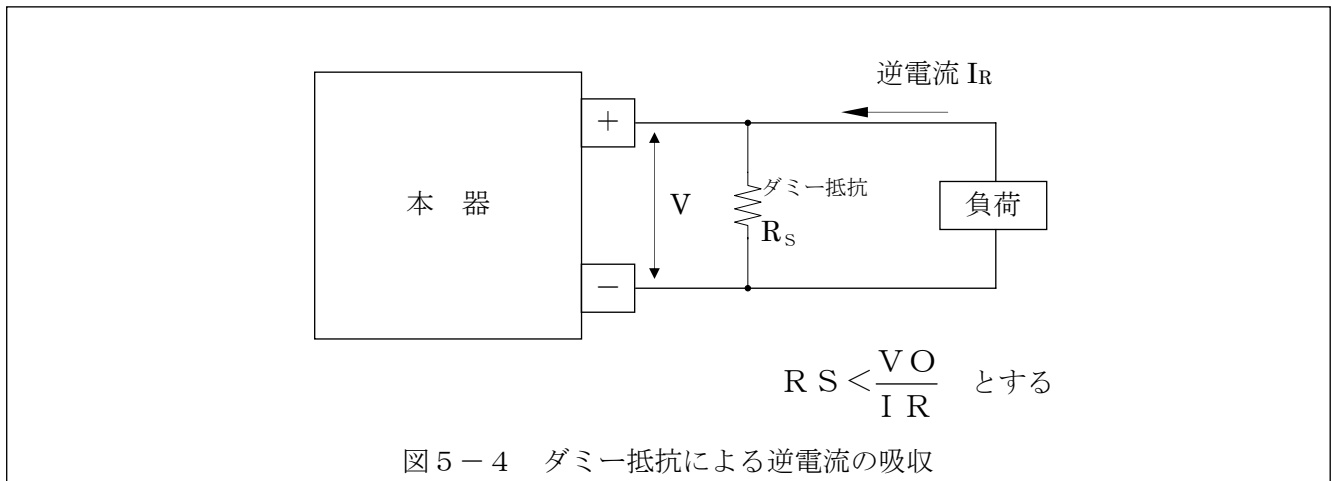 逆電流 IR
＋
本　器
V
ダミー抵抗
RS
負荷
－
ＲＳ＜ＶＯ/ＩＲ　とする
図５－４　ダミー抵抗による逆電流の吸収